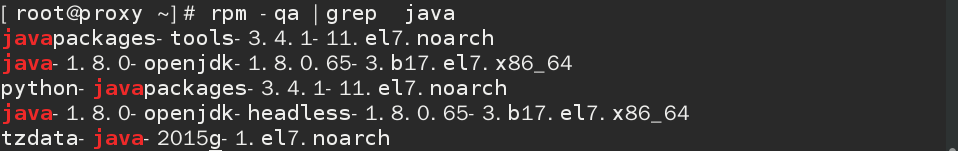 [root@proxy ~]# rpm -qa |grep  java
javapackages-tools-3.4.1-11.el7.noarch
java-1.8.0-openjdk-1.8.0.65-3.b17.el7.x86_64
python-javapackages-3.4.1-11.el7.noarch
java-1.8.0-openjdk-headless-1.8.0.65-3.b17.el7.x86_64
tzdata-java-2015g-1.el7.noarch